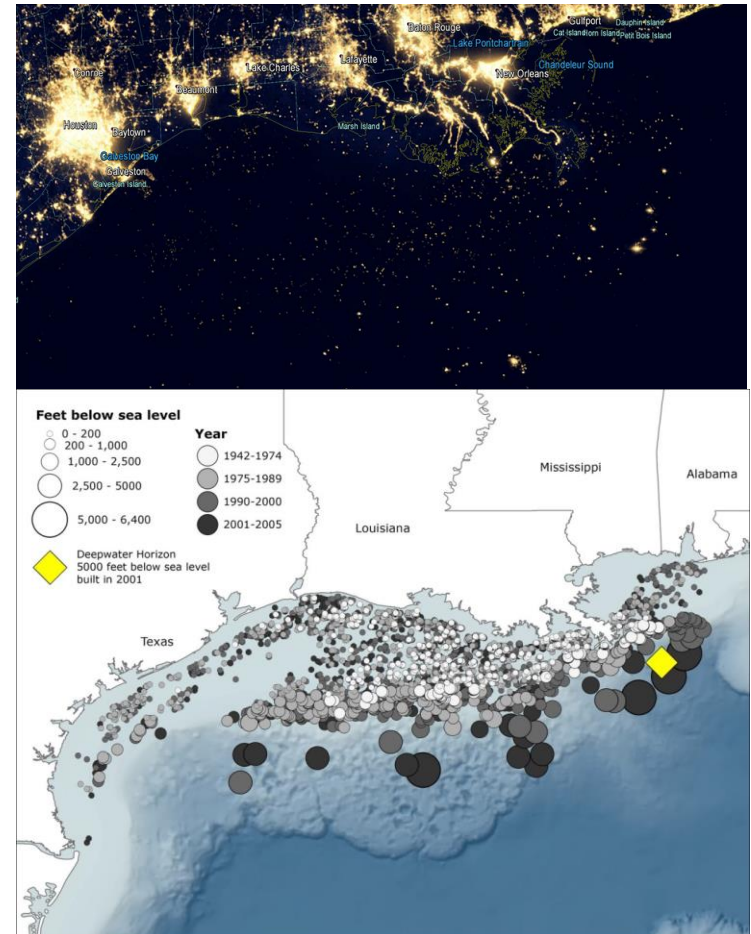 Gulfport
Dauphin Island
Baton Rouge
Cat Island
Horn Island
Petit Bois Island
Lake Pontchartrain
Conroe
Lake Charles
Lafayette
New Orleans
Chandeleur Sound
Beaumont
Houston
Baytown
Marsh Island
Galveston Bay
Galveston
Galveston Island
Feet below sea level
0 - 200
200 - 1,000
1,000 - 2,500
2,500 - 5000
5,000 - 6,400
Year
1942-1974
1975-1989
1990-2000
2001-2005
Deepwater Horizon
5000 feet below sea level
built in 2001
Mississippi
Alabama
Louisiana
Texas